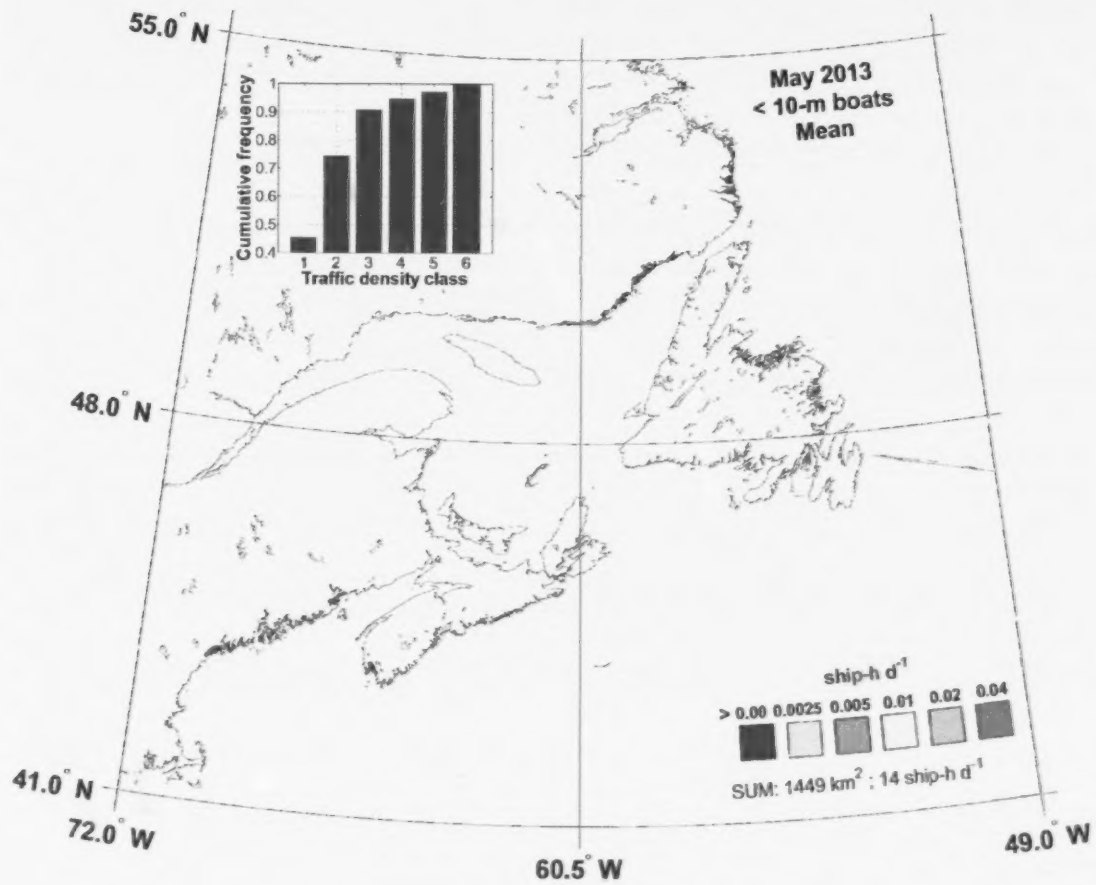 55.0° N
May 2013
< 10-m boats
Mean
Cumulative frequency
1
0.9
0.8
0.7
0.6
0.5
0.4
1 2 3 4 5 6
Traffic density class
48.0° N
ship-h d⁻¹
> 0.00 0.0025 0.005 0.01 0.02 0.04
SUM: 1449 km² ; 14 ship-h d⁻¹
41.0° N
72.0° W
60.5° W
49.0° W